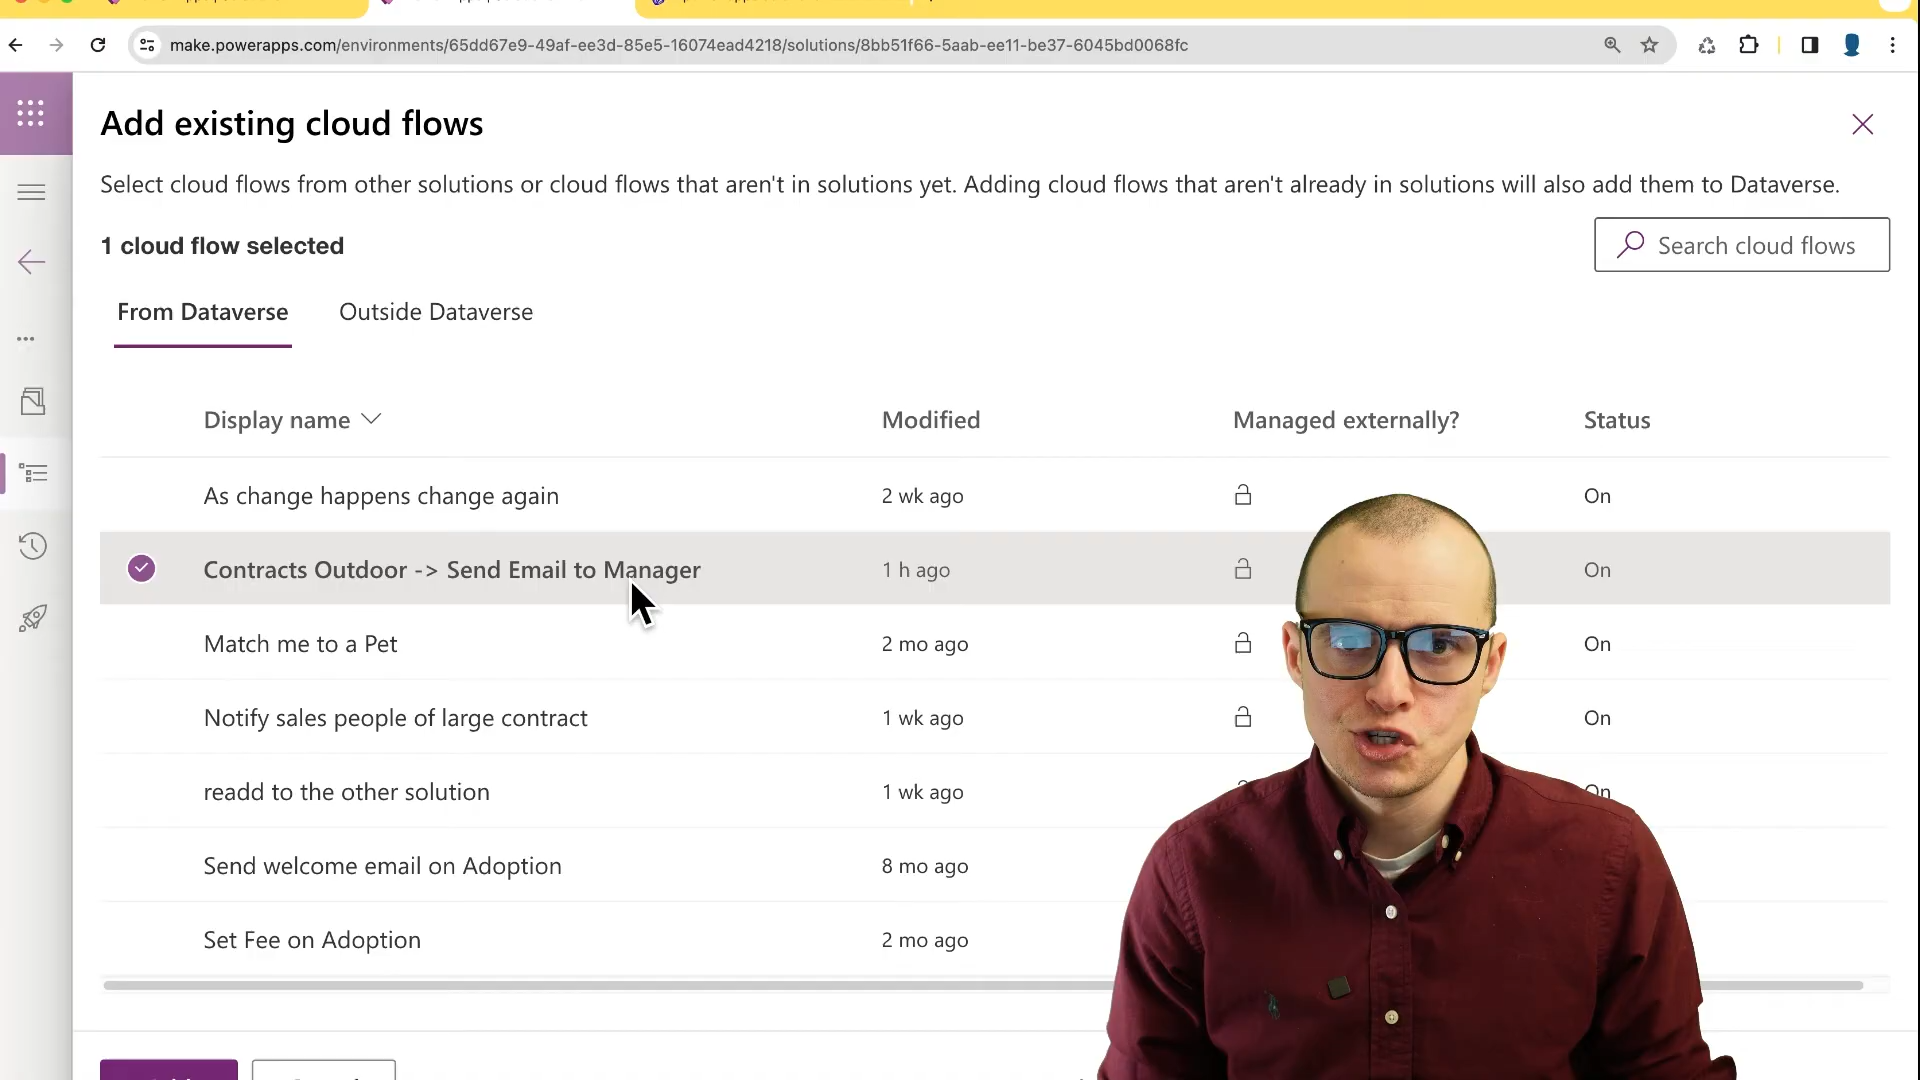 make.powerapps.com/environments/65dd67e9-49af-ee3d-85e5-16074ead4218/solutions/8bb51f66-5aab-ee11-be37-6045bd0068fc
Add existing cloud flows
Select cloud flows from other solutions or cloud flows that aren't in solutions yet. Adding cloud flows that aren't already in solutions will also add them to Dataverse.
1 cloud flow selected
Search cloud flows
From Dataverse Outside Dataverse
Display name Modified Managed externally? Status
As change happens change again 2 wk ago On
Contracts Outdoor -> Send Email to Manager 1 h ago On
Match me to a Pet 2 mo ago On
Notify sales people of large contract 1 wk ago On
readd to the other solution 1 wk ago On
Send welcome email on Adoption 8 mo ago
Set Fee on Adoption 2 mo ago